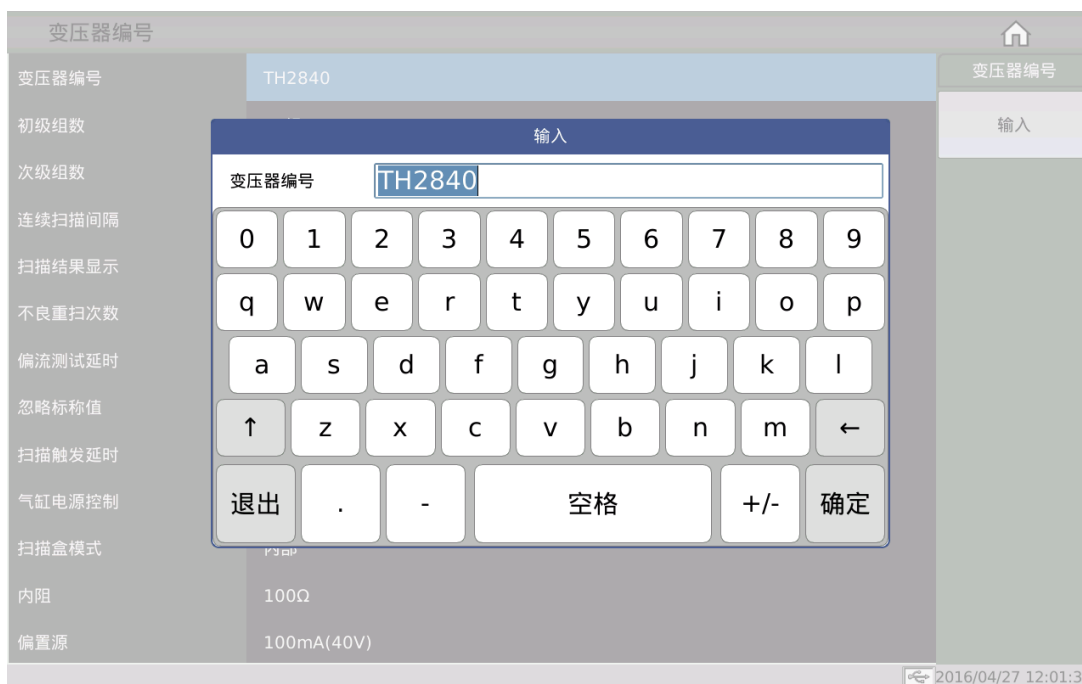 变压器编号
变压器编号 TH2840 变压器编号
初级组数 输入
次级组数
连续扫描间隔
扫描结果显示
不良重扫次数
偏流测试延时
忽略标称值
扫描触发延时
气缸电源控制
扫描盒模式 内部
内阻 100Ω
偏置源 100mA(40V)
输入
变压器编号 TH2840
0 1 2 3 4 5 6 7 8 9
q w e r t y u i o p
a s d f g h j k l
↑ z x c v b n m ←
退出 . - 空格 +/- 确定
2016/04/27 12:01:3